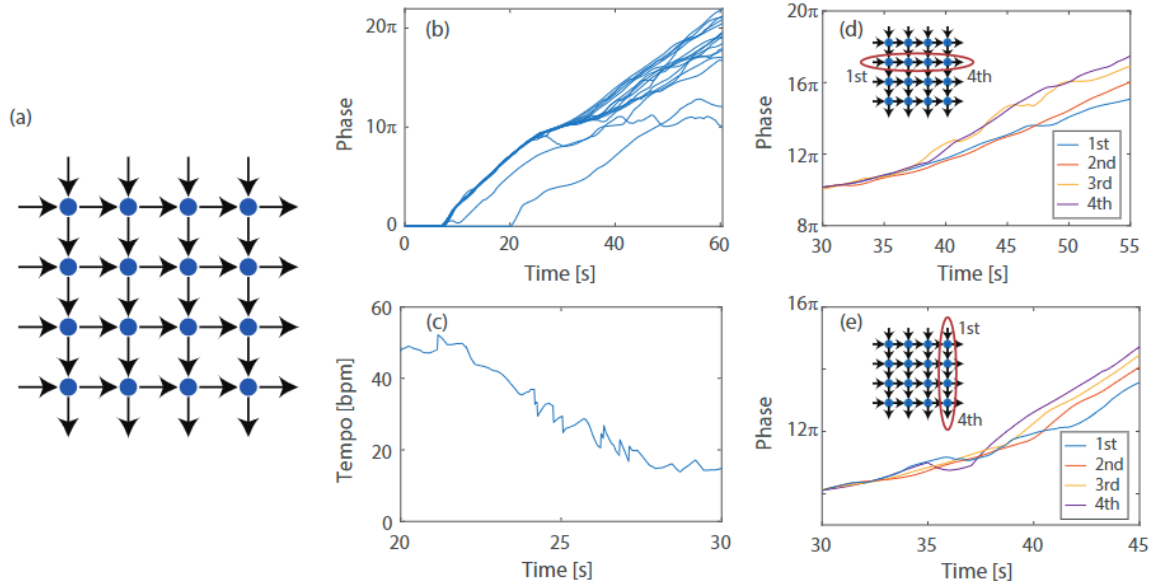 (a)
(b)
20π
10π
0
Phase
0
20
40
60
Time [s]
(c)
60
40
20
0
Tempo [bpm]
20
25
30
Time [s]
(d)
20π
16π
12π
8π
Phase
1st
4th
1st
2nd
3rd
4th
30
35
40
45
50
55
Time [s]
(e)
16π
12π
Phase
1st
4th
1st
2nd
3rd
4th
30
35
40
45
Time [s]